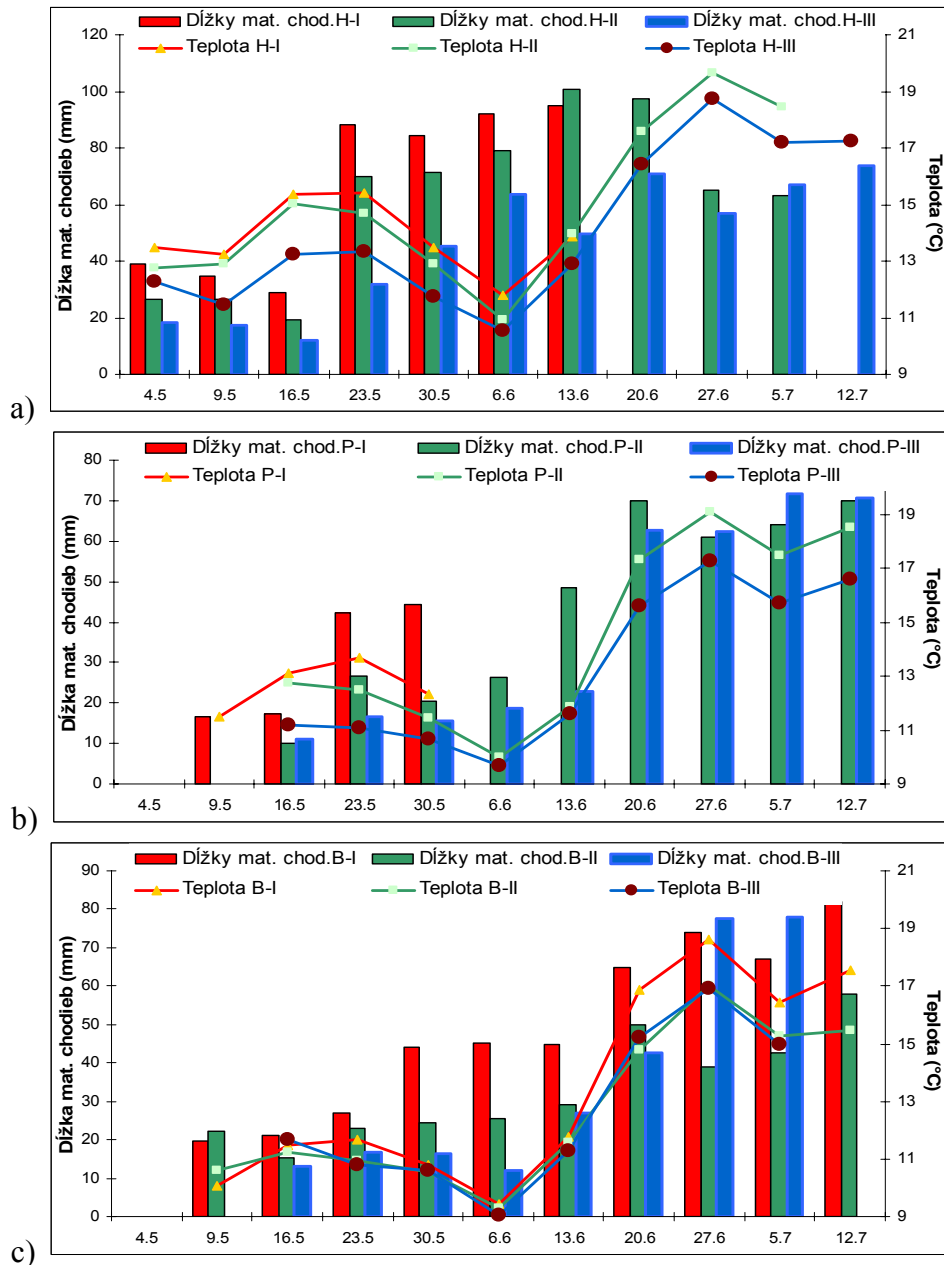 Dĺžky mat. chod.H-I Dĺžky mat. chod.H-II Dĺžky mat. chod.H-III
Teplota H-I Teplota H-II Teplota H-III
Dĺžka mat. chodieb (mm)
120
100
80
60
40
20
0
21
19
17
15
13
11
9
Teplota (°C)
4.5 9.5 16.5 23.5 30.5 6.6 13.6 20.6 27.6 5.7 12.7
a)
Dĺžky mat. chod.P-I Dĺžky mat. chod.P-II Dĺžky mat. chod.P-III
Teplota P-I Teplota P-II Teplota P-III
Dĺžka mat. chodieb (mm)
80
70
60
50
40
30
20
10
0
19
17
15
13
11
9
Teplota (°C)
4.5 9.5 16.5 23.5 30.5 6.6 13.6 20.6 27.6 5.7 12.7
b)
Dĺžky mat. chod.B-I Dĺžky mat. chod.B-II Dĺžky mat. chod.B-III
Teplota B-I Teplota B-II Teplota B-III
Dĺžka mat. chodieb (mm)
90
80
70
60
50
40
30
20
10
0
21
19
17
15
13
11
9
Teplota (°C)
4.5 9.5 16.5 23.5 30.5 6.6 13.6 20.6 27.6 5.7 12.7
c)